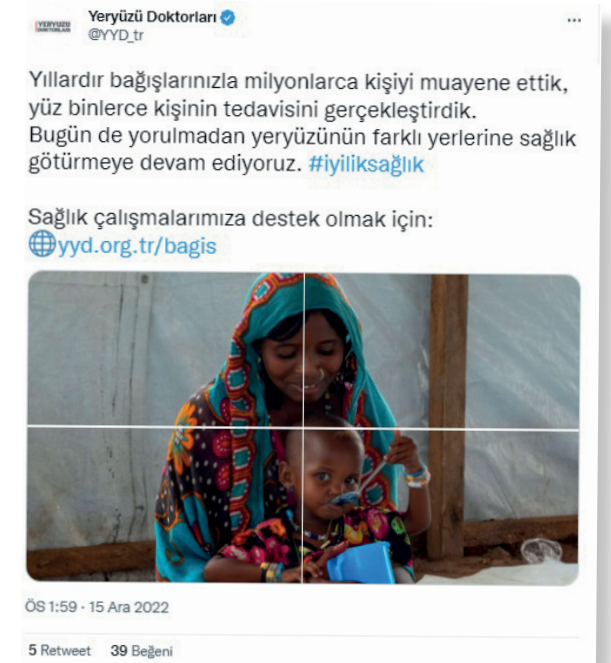 Yeryüzü Doktorları
YERYÜZÜ
DOKTORLARI
@YYD_tr
Yıllardır bağışlarınızla milyonlarca kişiyi muayene ettik,
yüz binlerce kişinin tedavisini gerçekleştirdik.
Bugün de yorulmadan yeryüzünün farklı yerlerine sağlık
götürmeye devam ediyoruz. #iyiliksağlık
Sağlık çalışmalarımıza destek olmak için:
yyd.org.tr/bagis
ÖS 1:59 · 15 Ara 2022
5 Retweet 39 Beğeni